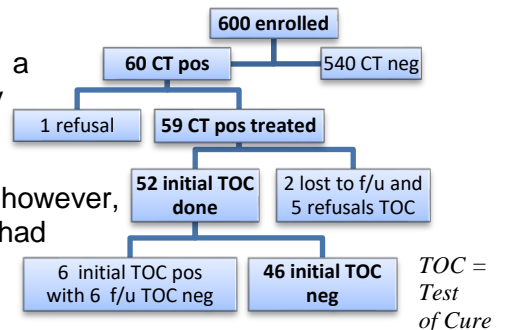 600 enrolled
a
60 CT pos
540 CT neg
y
1 refusal
59 CT pos treated
however,
52 initial TOC
done
2 lost to f/u and
5 refusals TOC
had
6 initial TOC pos
with 6 f/u TOC neg
46 initial TOC
neg
TOC =
Test
of Cure